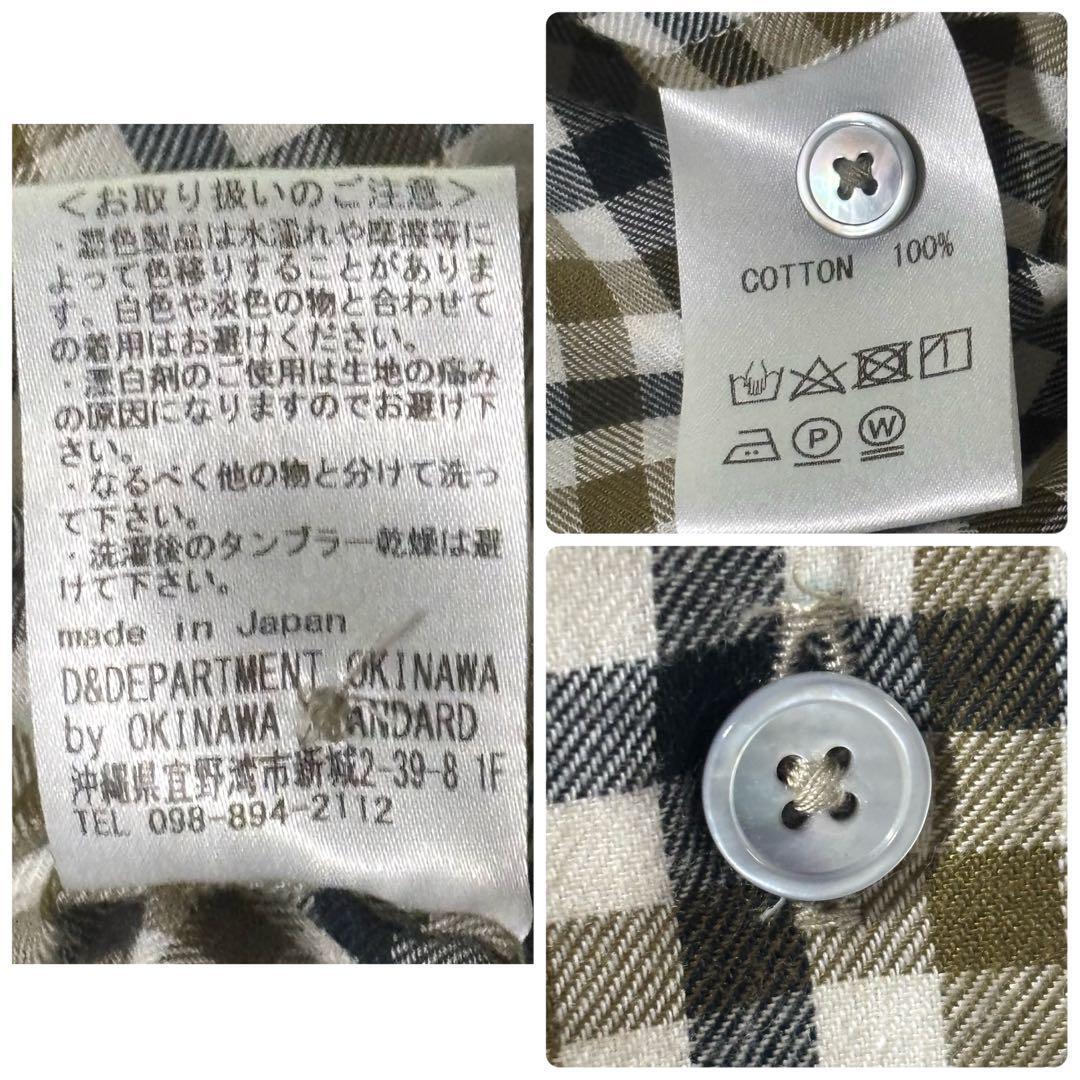 <お取り扱いのご注意>
・濃色製品は水濡れや摩擦等に
よって色移りすることがありま
す、白色や淡色の物と合わせて
の着用はお避けください。
・漂白剤のご使用は生地の痛み
の原因になりますのでお避け下
さい。
・なるべく他の物と分けて洗っ
て下さい。
・洗濯後のタンブラー乾燥は避
けて下さい。
made in Japan
D&DEPARTMENT OKINAWA
by OKINAWA
沖縄県宜野湾市新城2-39-8 1F
TEL 098-894-2112
COTTON 100%
P
W